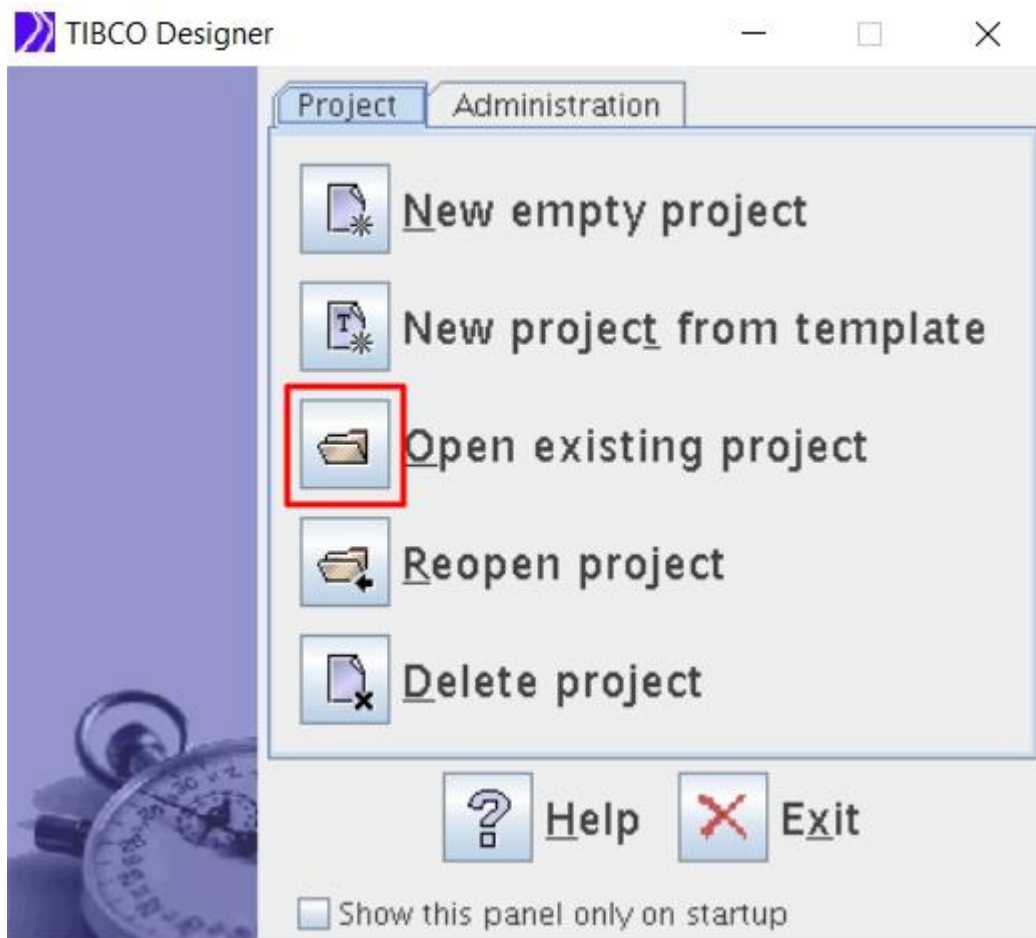 TIBCO Designer
Project Administration
New empty project
New project from template
Open existing project
Reopen project
Delete project
Help Exit
Show this panel only on startup